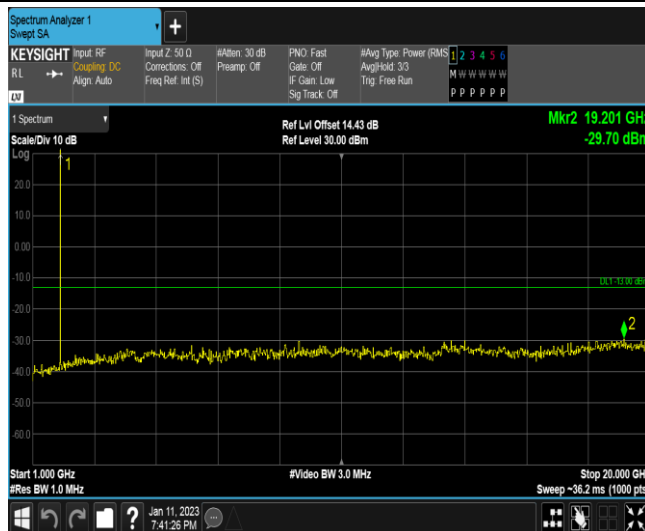 Spectrum Analyzer 1
Swept SA
+
KEYSIGHT Input: RF Input Z: 50 Ω #Atten: 30 dB PNO: Fast #Avg Type: Power (RMS 1 2 3 4 5 6
RL Coupling: DC Corrections: Off Preamp: Off Gate: Off Avg|Hold: 3/3 M W W W W W
Align: Auto Freq Ref: Int (S) IF Gain: Low Trig: Free Run
Sig Track: Off P P P P P P
1 Spectrum Ref Lvl Offset 14.43 dB Mkr2 19.201 GHz
Scale/Div 10 dB Ref Level 30.00 dBm -29.70 dBm
Log
1
20.0
10.0
0.00
-10.0
DL1 -13.00 dBm
-20.0
2
-30.0
-40.0
-50.0
-60.0
Start 1.000 GHz #Video BW 3.0 MHz Stop 20.000 GHz
#Res BW 1.0 MHz Sweep ~36.2 ms (1000 pts
? Jan 11, 2023
7:41:26 PM